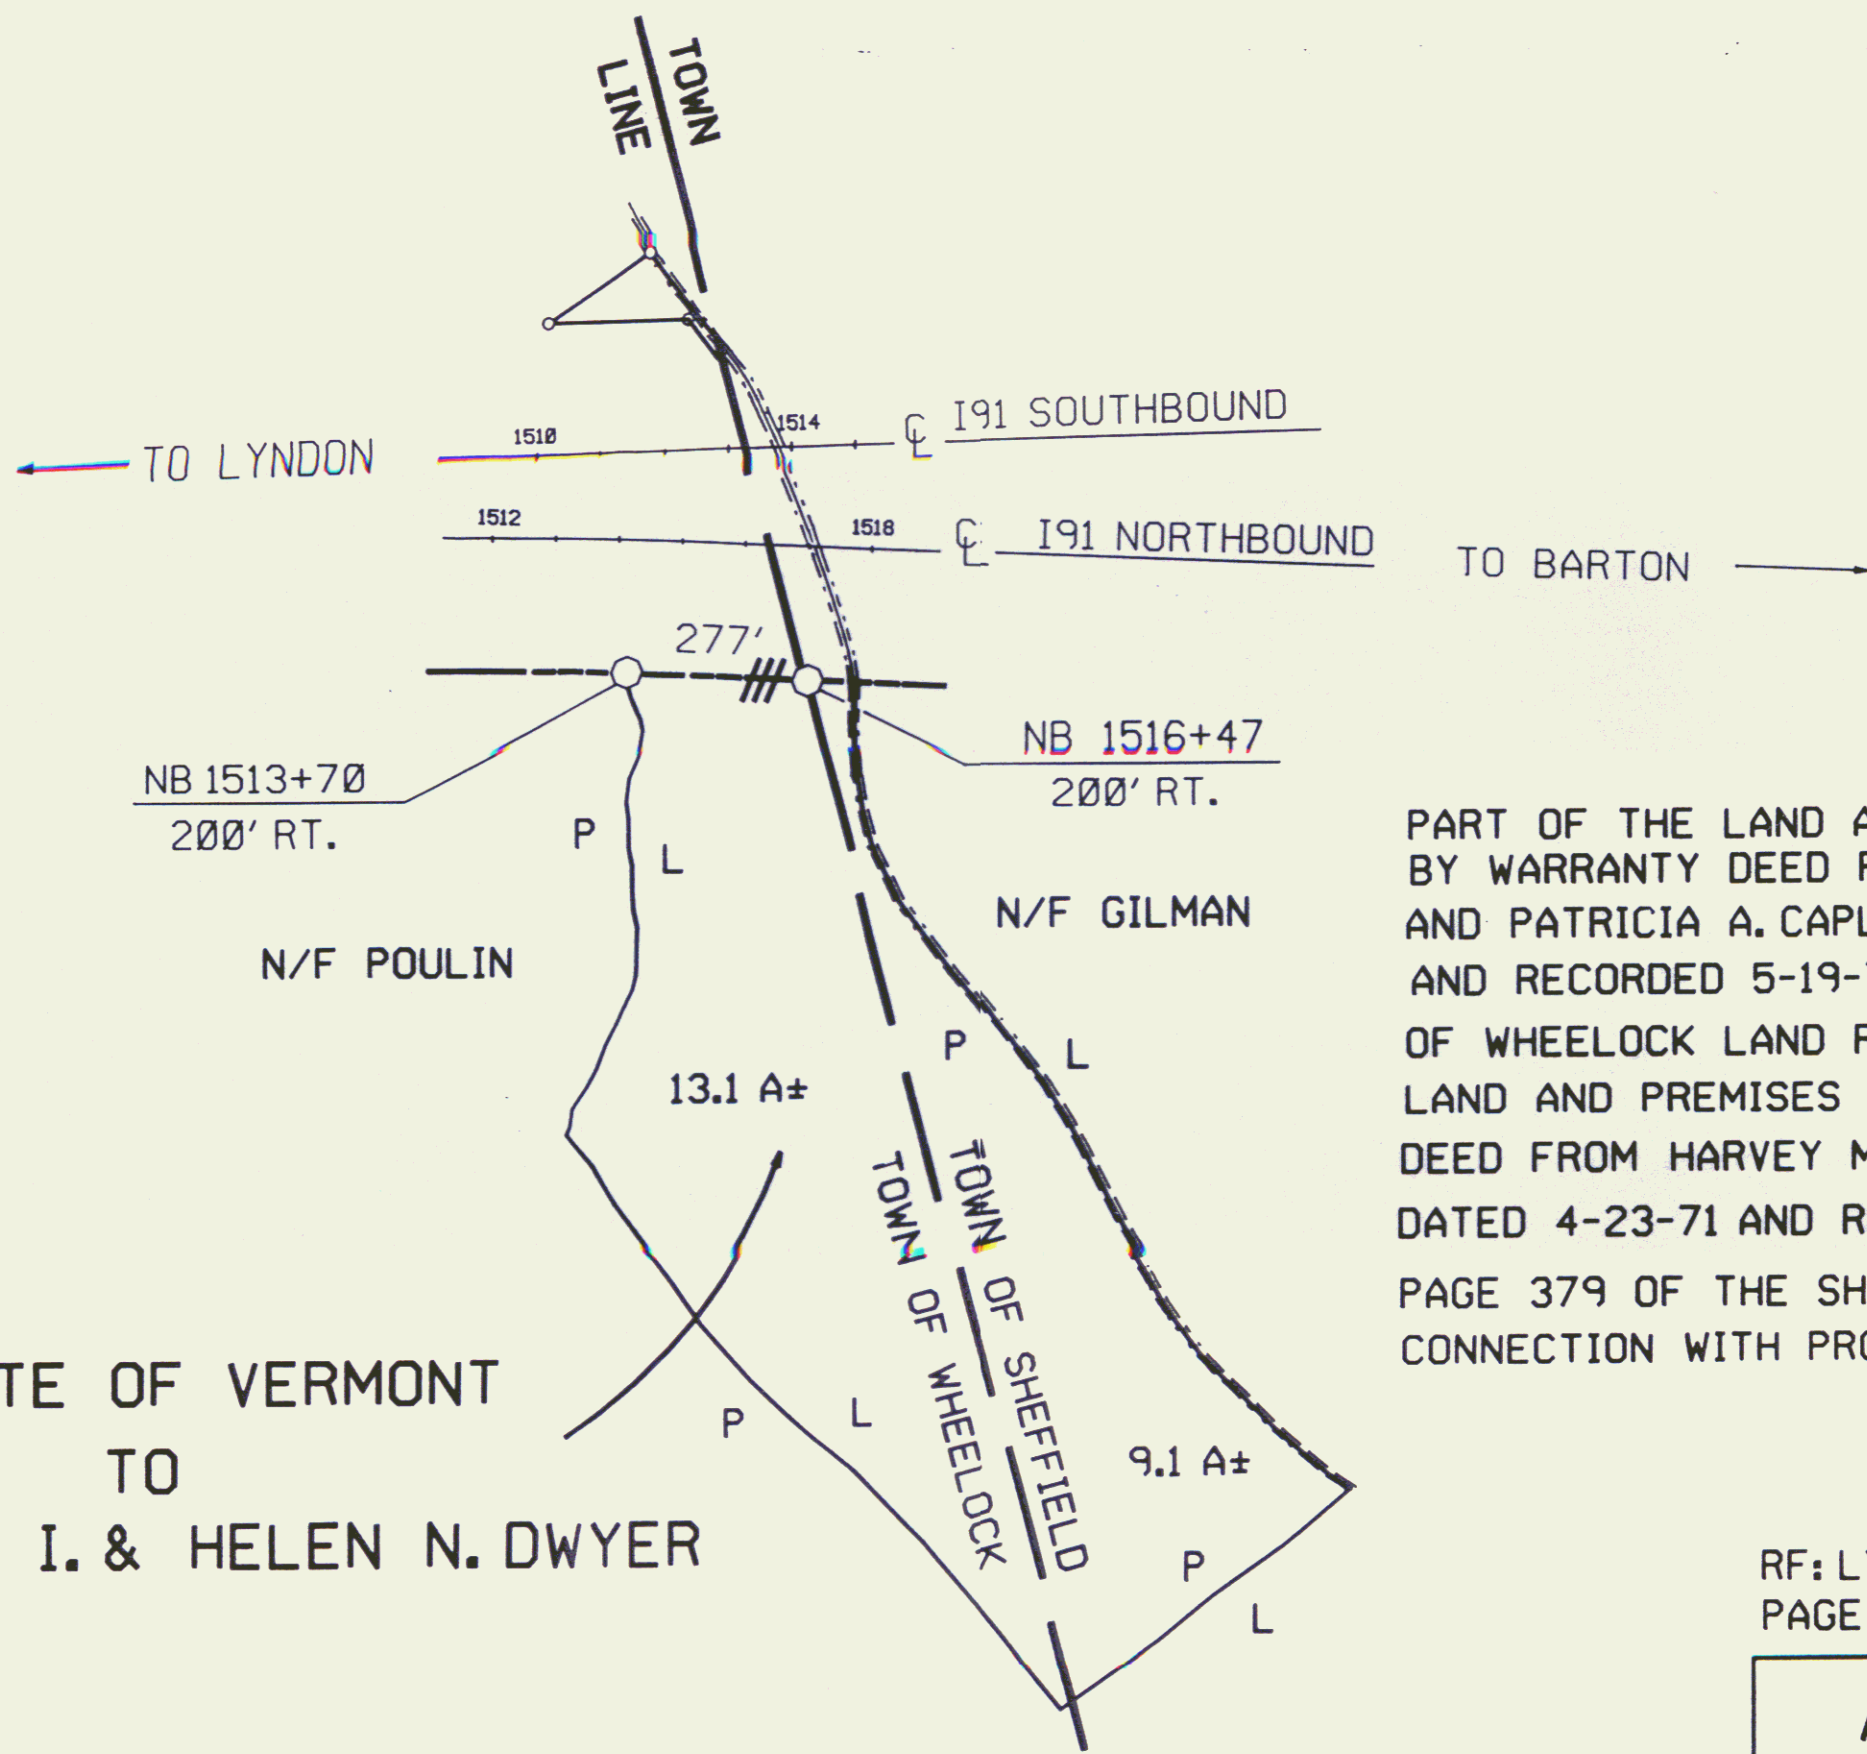 TOWN
LINE
1514
℄ I91 SOUTHBOUND
1510
TO LYNDON
1512
1518
℄ I91 NORTHBOUND
TO BARTON
277'
NB 1513+70
200' RT.
NB 1516+47
200' RT.
P L
N/F POULIN
N/F GILMAN
P L
13.1 A±
TOWN OF SHEFFIELD
TOWN OF WHEELOCK
P L
9.1 A±
P L
PART OF THE LAND
BY WARRANTY DEED
AND PATRICIA A. CAPL
AND RECORDED 5-19-
OF WHEELOCK LAND
LAND AND PREMISES
DEED FROM HARVEY
DATED 4-23-71 AND R
PAGE 379 OF THE SH
CONNECTION WITH PRO
TE OF VERMONT
TO
I. & HELEN N. DWYER
RF: L
PAGE